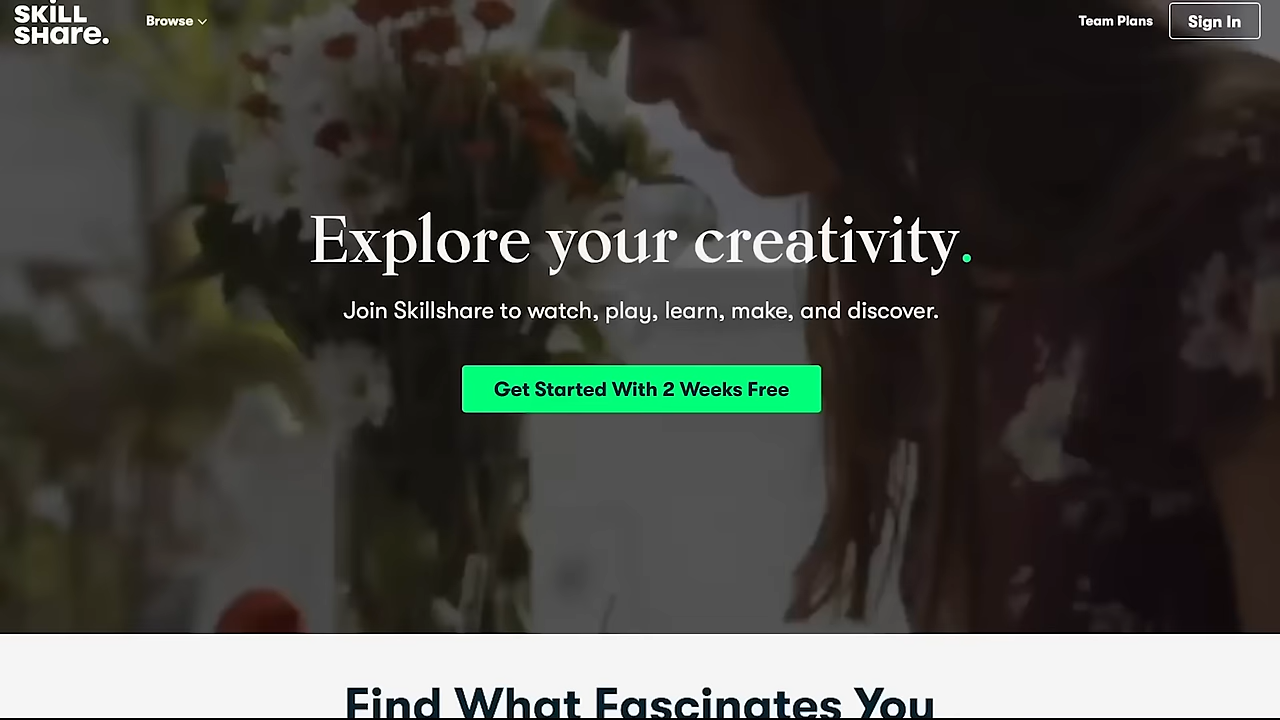 SKiLL
SHare.
Browse
Team Plans
Sign In
Explore your creativity.
Join Skillshare to watch, play, learn, make, and discover.
Get Started With 2 Weeks Free
Find What Fascinates You